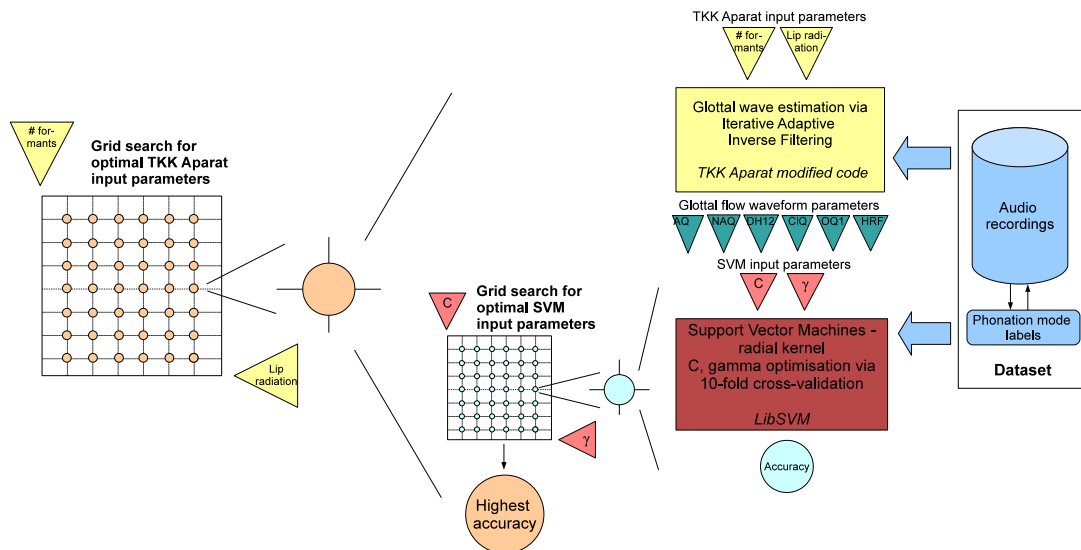 # for-
mants
Grid search for
optimal TKK Aparat
input parameters
Lip
radiation
C
Grid search for
optimal SVM
input parameters
γ
Highest
accuracy
TKK Aparat input parameters
# for-
mants
Lip radi-
ation
Glottal wave estimation via
Iterative Adaptive
Inverse Filtering
TKK Aparat modified code
Glottal flow waveform parameters
AQ
NAQ
DH12
ClQ
OQ1
HRF
SVM input parameters
C
γ
Support Vector Machines -
radial kernel
C, gamma optimisation via
10-fold cross-validation
LibSVM
Accuracy
Audio
recordings
Phonation mode
labels
Dataset